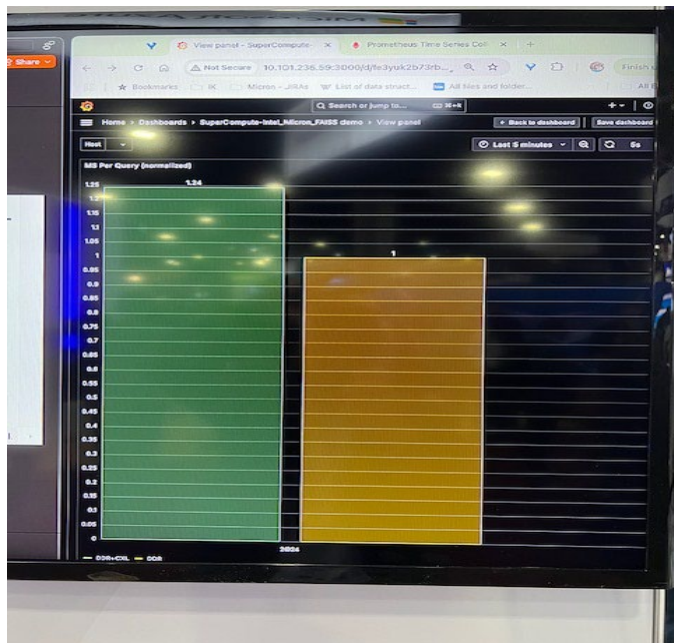 Share
View panel - SuperCompute-
Prometheus Time Series Coll
Not Secure 10.101.236.59:3000/d/fe3yuk2b73rb...
Finish u
Bookmarks IK Micron - JIRAs List of data struct... All files and folder...
Search or jump to... ⌘+k
Home › Dashboards › SuperCompute-Intel_Micron_FAISS demo › View panel
Back to dashboard Save dashboard
Host Last 5 minutes 5s
MS Per Query (normalized)
1.25
1.24
1.2
1.15
1.1
1.05
1
1
0.95
0.9
0.85
0.8
0.75
0.7
0.65
0.6
0.55
0.5
0.45
0.4
0.35
0.3
0.25
0.2
0.15
0.1
0.05
0
2024
DDR+CXL DDR